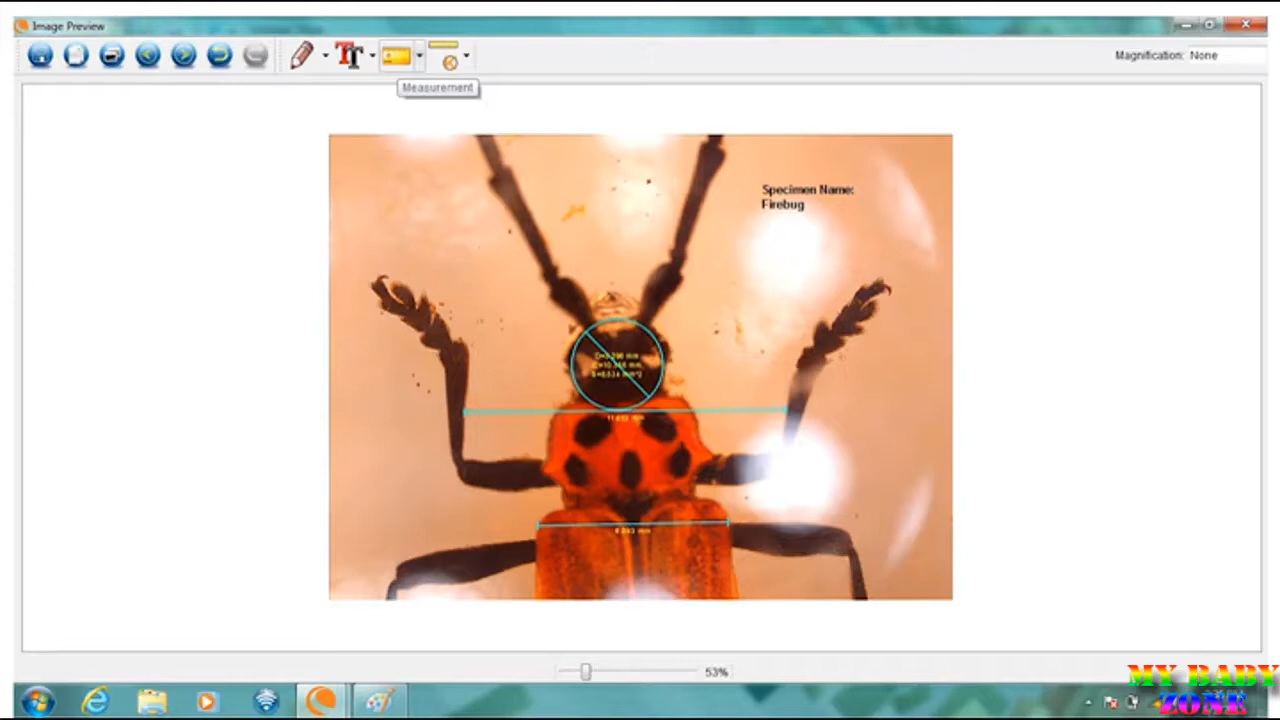 Image Preview
Magnification: None
Measurement
Specimen Name:
Firebug
53%
MY BABY
ZONE